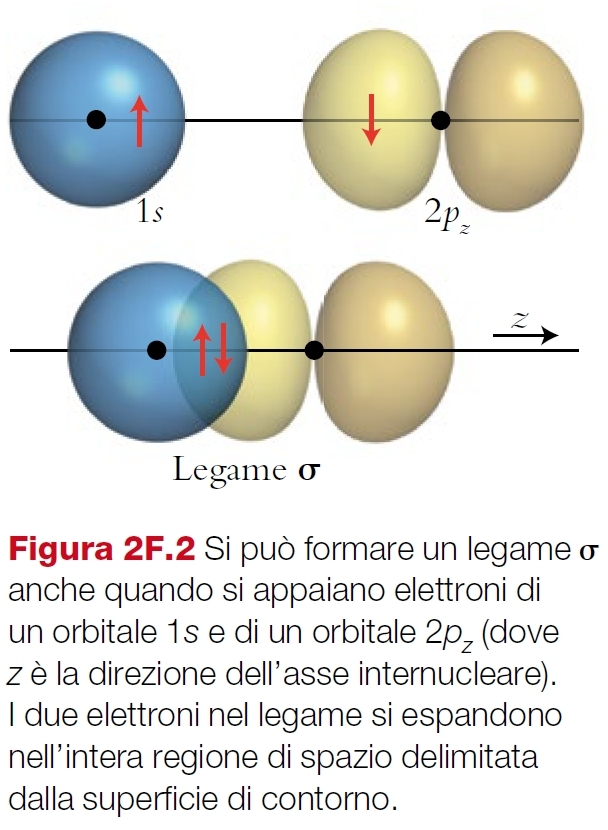 1s
2p_z
z
Legame σ
Figura 2F.2 Si può formare un legame σ
anche quando si appaiano elettroni di
un orbitale 1s e di un orbitale 2p_z (dove
z è la direzione dell'asse internucleare).
I due elettroni nel legame si espandono
nell'intera regione di spazio delimitata
dalla superficie di contorno.